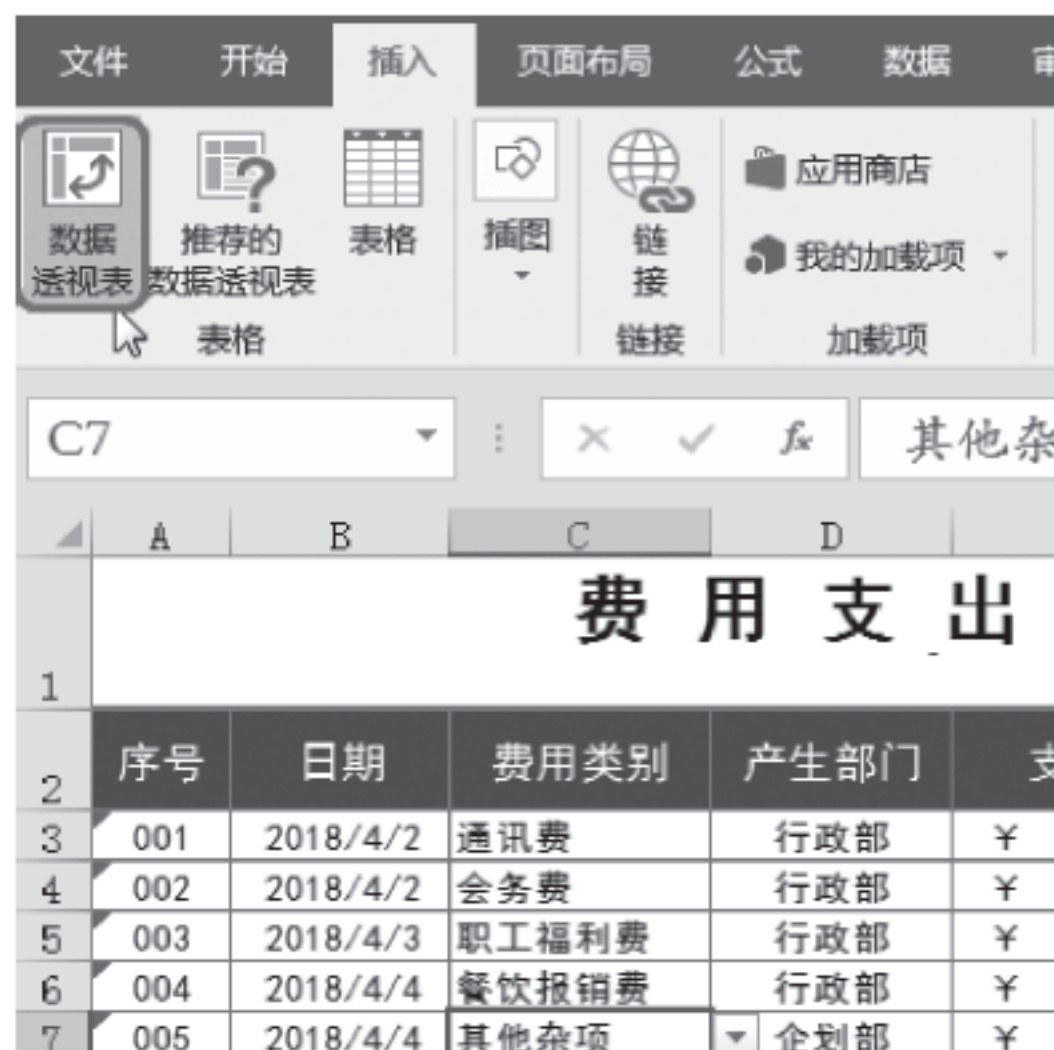 文件 开始 插入 页面布局 公式 数据 审
数据 推荐的 表格 插图 链 应用商店
透视表 数据透视表 接 我的加载项
表格 链接 加载项
C7 fx 其他杂
A B C D
1 费用支出
2 序号 日期 费用类别 产生部门 支
3 001 2018/4/2 通讯费 行政部 ¥
4 002 2018/4/2 会务费 行政部 ¥
5 003 2018/4/3 职工福利费 行政部 ¥
6 004 2018/4/4 餐饮报销费 行政部 ¥
7 005 2018/4/4 其他杂项 企划部 ¥